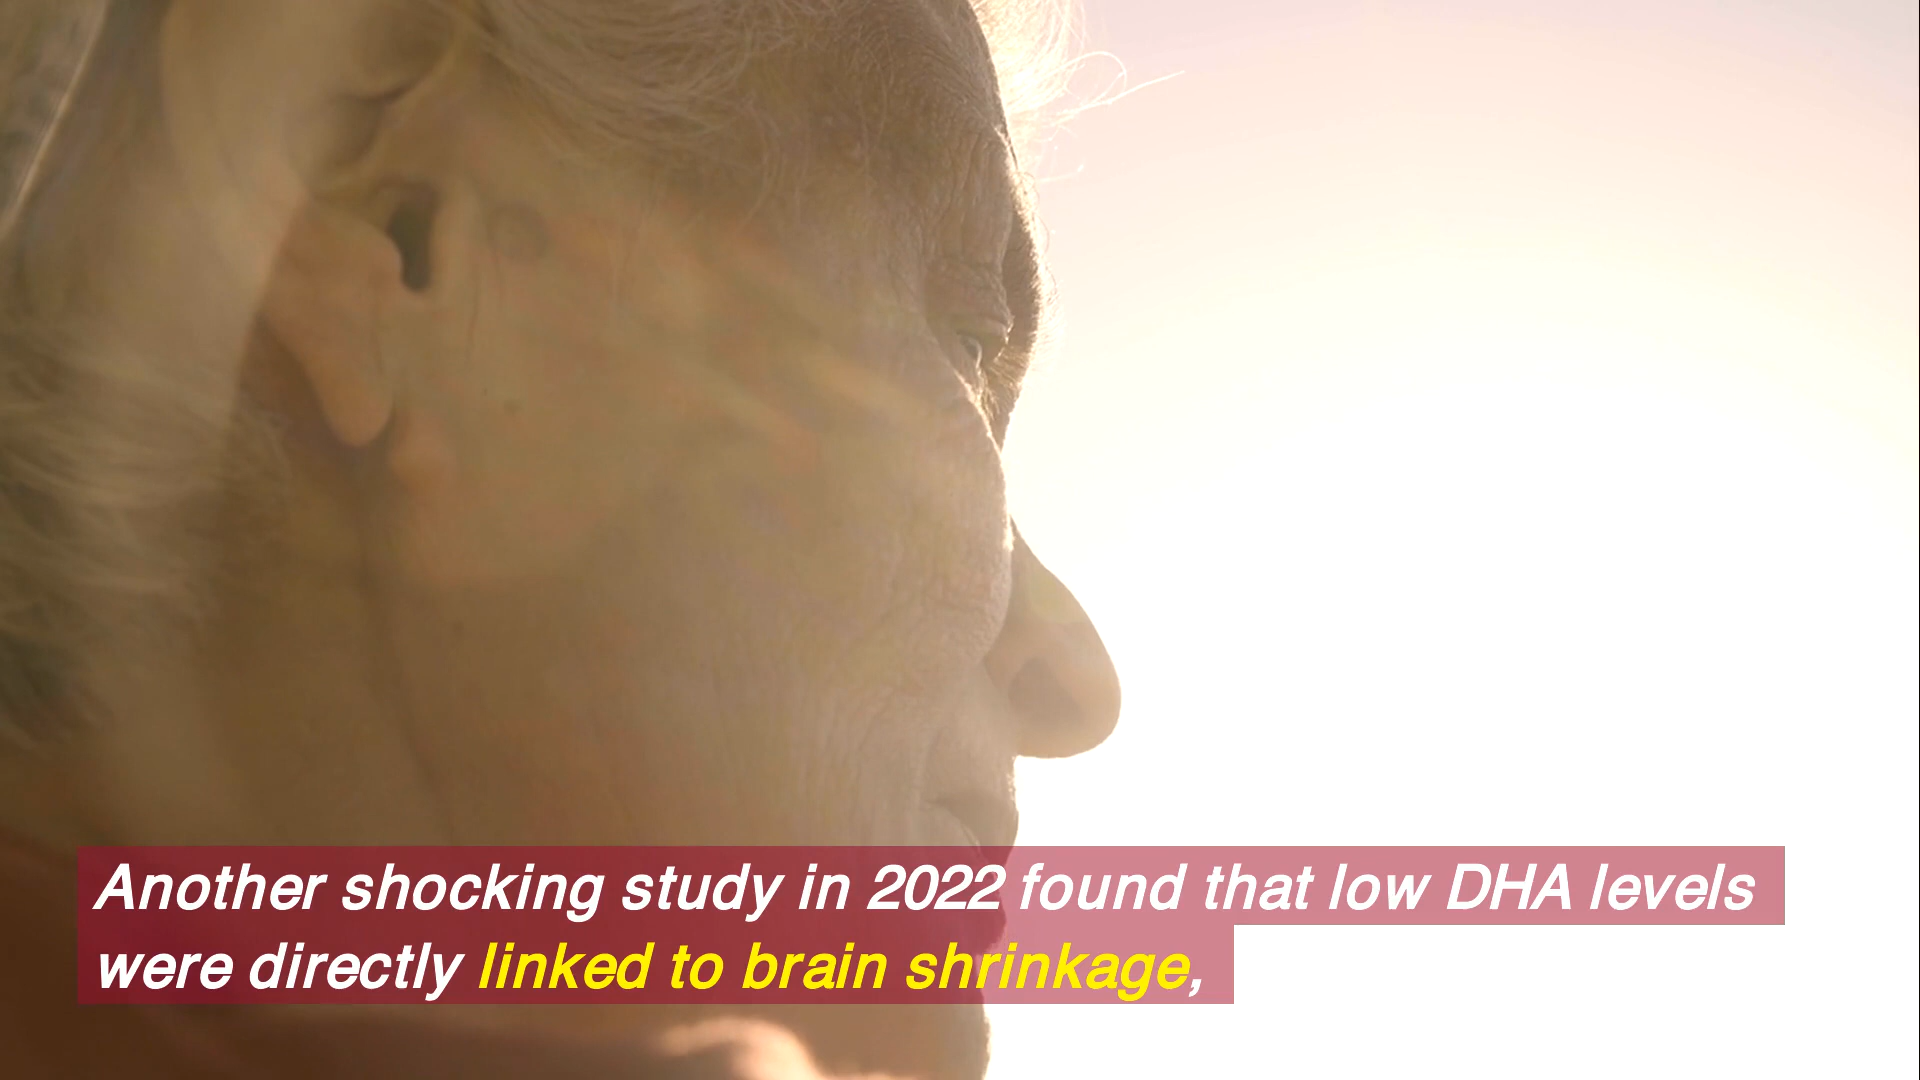 Another shocking study in 2022 found that low DHA levels
were directly linked to brain shrinkage,